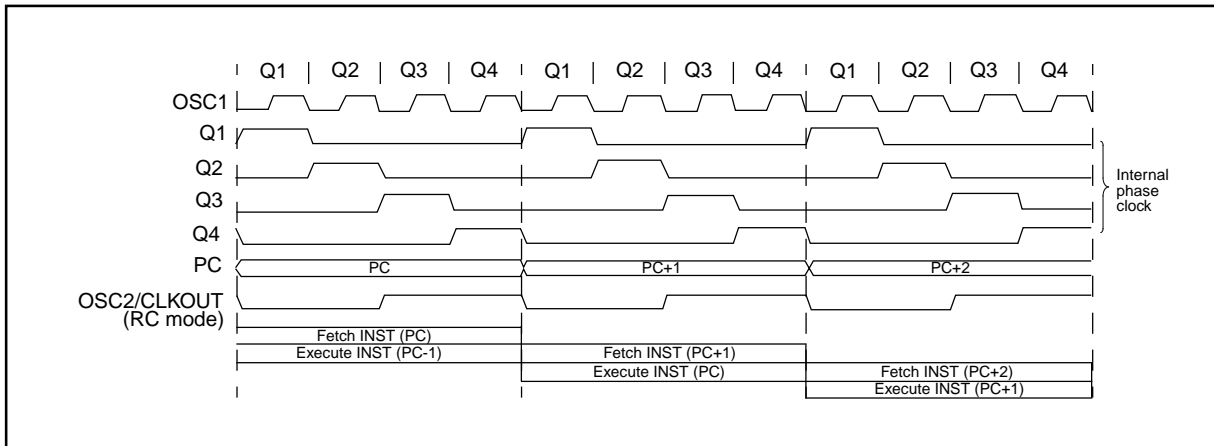 Q1 Q2 Q3 Q4 Q1 Q2 Q3 Q4 Q1 Q2 Q3 Q4
OSC1
Q1
Q2
Q3
Q4
PC
PC PC+1 PC+2
OSC2/CLKOUT
(RC mode)
Internal
phase
clock
Fetch INST (PC)
Execute INST (PC-1) Fetch INST (PC+1)
Execute INST (PC) Fetch INST (PC+2)
Execute INST (PC+1)